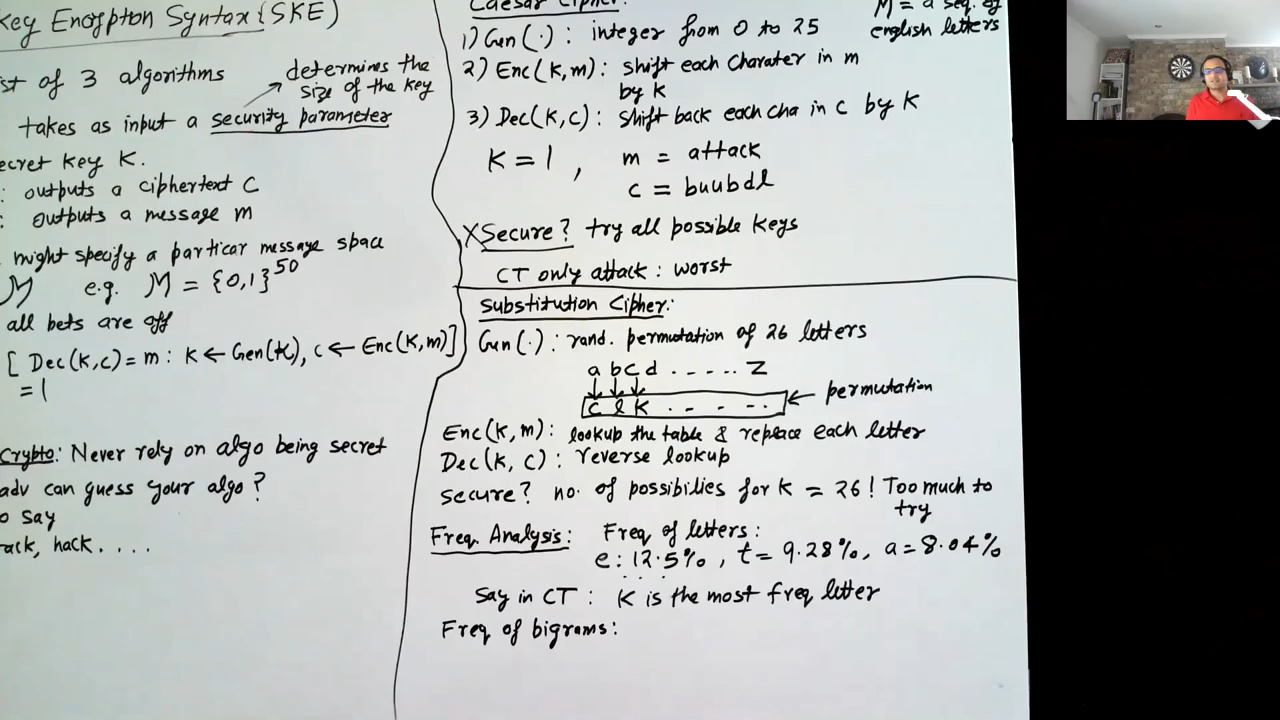 Key Encryption Syntax (SKE)
st of 3 algorithms
determines the
size of the key
takes as input a security parameter
ecret key K.
: outputs a ciphertext C
: outputs a message m
might specify a particar message space
M e.g. M = {0,1}^50
all bets are off
[ Dec(K,C) = m : K ← Gen(1K), C ← Enc(K,m)]
= 1
Crypto: Never rely on algo being secret
adv can guess your algo?
o say
ack, hack. . . .
Caesar Cipher:
M = a seq. of
english letters
1) Gen(·) : integer from 0 to 25
2) Enc(K,m) : shift each Charater in m
by K
3) Dec(K,C) : shift back each cha in C by K
K = 1 , m = attack
C = buubdl
X Secure? try all possible keys
CT only attack : worst
Substitution Cipher:
Gen(·) : rand. permutation of 26 letters
a b c d . - . . . Z
c l k . - - - . . ← permutation
Enc(K, m) : lookup the table & replace each letter
Dec(K, C) : reverse lookup
Secure? no. of possibilies for K = 26! Too much to
try
Freq. Analysis: Freq of letters :
e : 12.5% , t = 9.28%, a = 8.04%
. . .
Say in CT : K is the most freq letter
Freq of bigrams :